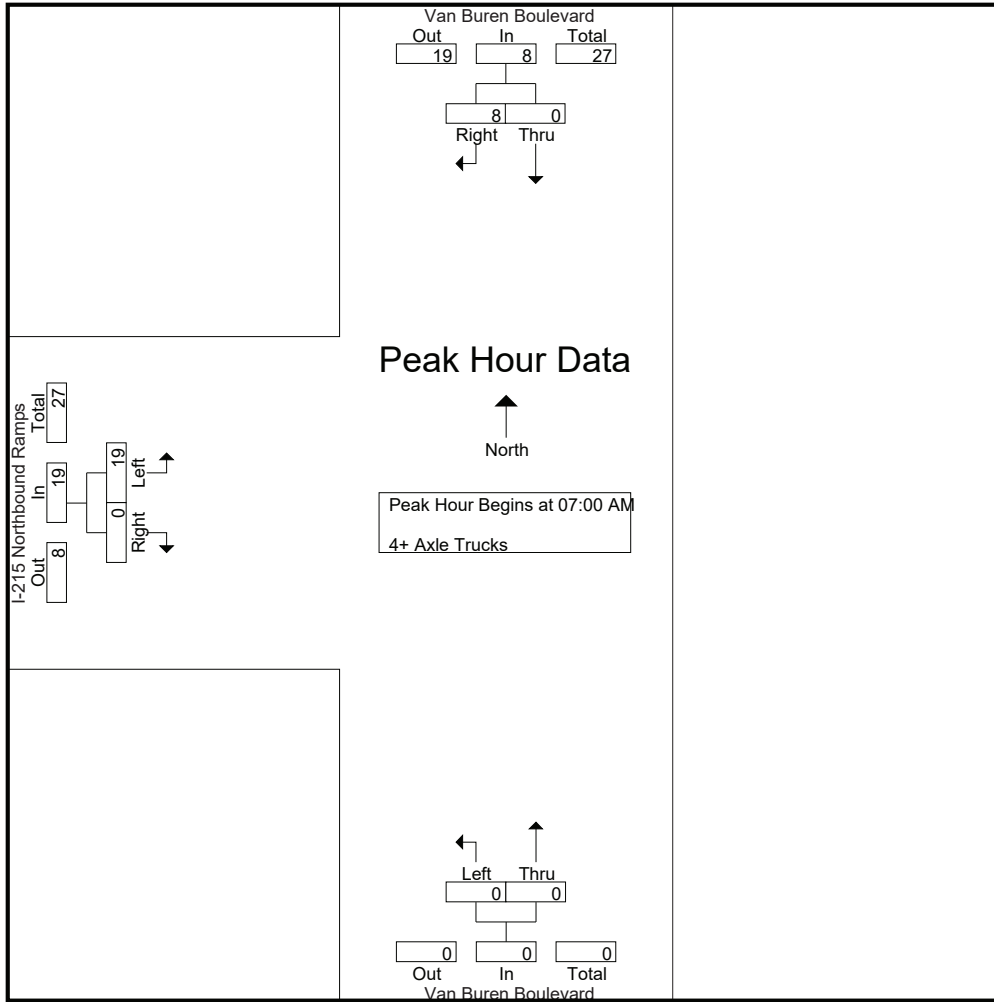 Van Buren Boulevard
Out In Total
19 8 27
8 0
Right Thru
Peak Hour Data
North
Peak Hour Begins at 07:00 AM
4+ Axle Trucks
I-215 Northbound Ramps
Out In Total
8 19 27
Right Left
0 19
Left Thru
0 0
0 0 0
Out In Total
Van Buren Boulevard